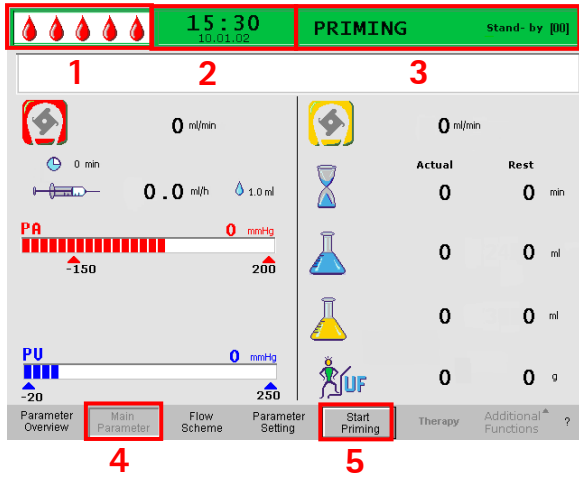 15:30
10.01.02
PRIMING
Stand- by [00]
1
2
3
0 ml/min
0 ml/min
0 min
Actual
Rest
0.0 ml/h
1.0 ml
0
0 min
PA
0 mmHg
-150
200
0
0 ml
0
0 ml
PV
0 mmHg
-20
250
UF
0
0 g
Parameter
Overview
Main
Parameter
Flow
Scheme
Parameter
Setting
Start
Priming
Therapy
Additional
Functions
?
4
5